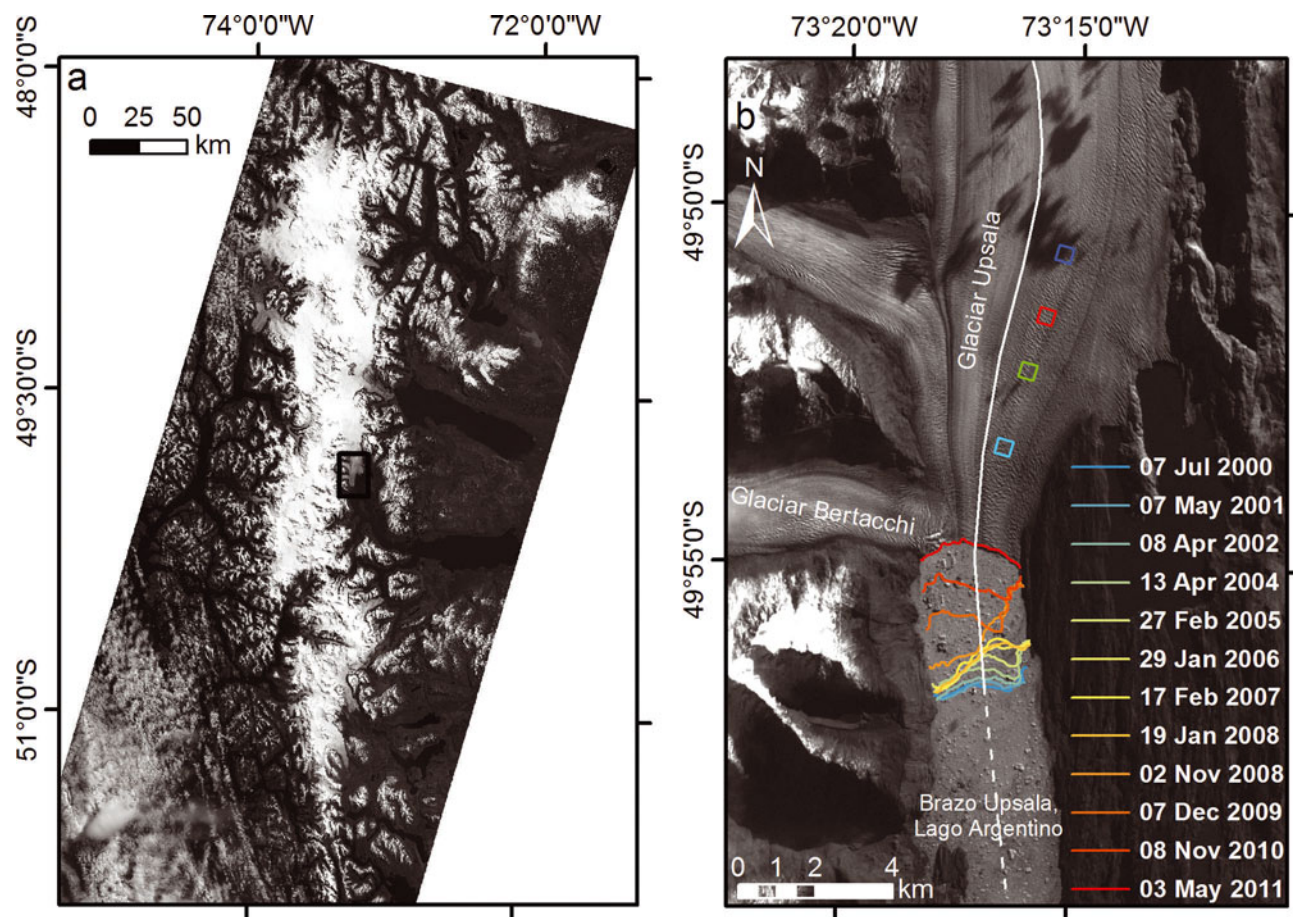 74°0'0"W
72°0'0"W
a
0 25 50
km
48°0'0"S
49°30'0"S
51°0'0"S
73°20'0"W
73°15'0"W
b
N
49°50'0"S
49°55'0"S
Glaciar Upsala
Glaciar Bertacchi
07 Jul 2000
07 May 2001
08 Apr 2002
13 Apr 2004
27 Feb 2005
29 Jan 2006
17 Feb 2007
19 Jan 2008
02 Nov 2008
07 Dec 2009
08 Nov 2010
03 May 2011
Brazo Upsala,
Lago Argentino
0 1 2 4
km